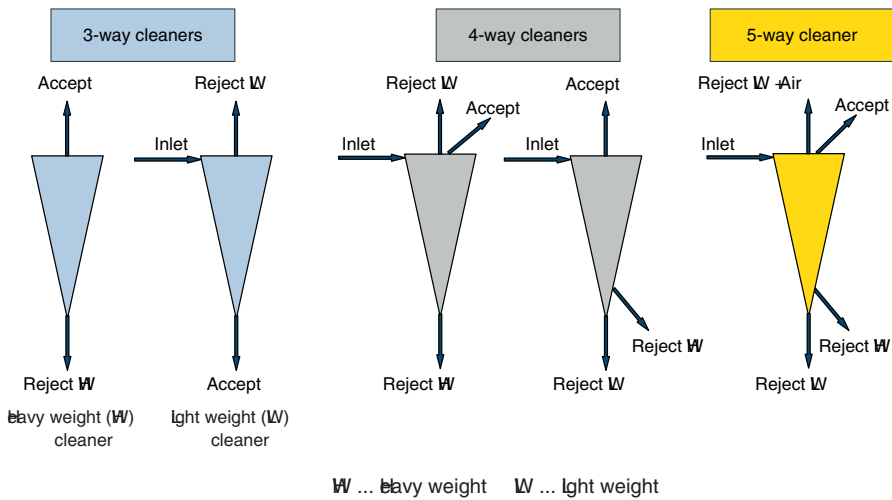 3-way cleaners
4-way cleaners
5-way cleaner
Accept
Reject LW
Reject LW
Accept
Accept
Reject LW + Air
Accept
Inlet
Inlet
Inlet
Inlet
Reject HW
Reject HW
Reject HW
Accept
Reject HW
Reject LW
Reject LW
Heavy weight (HW)
cleaner
Light weight (LW)
cleaner
HW ... Heavy weight
LW ... Light weight